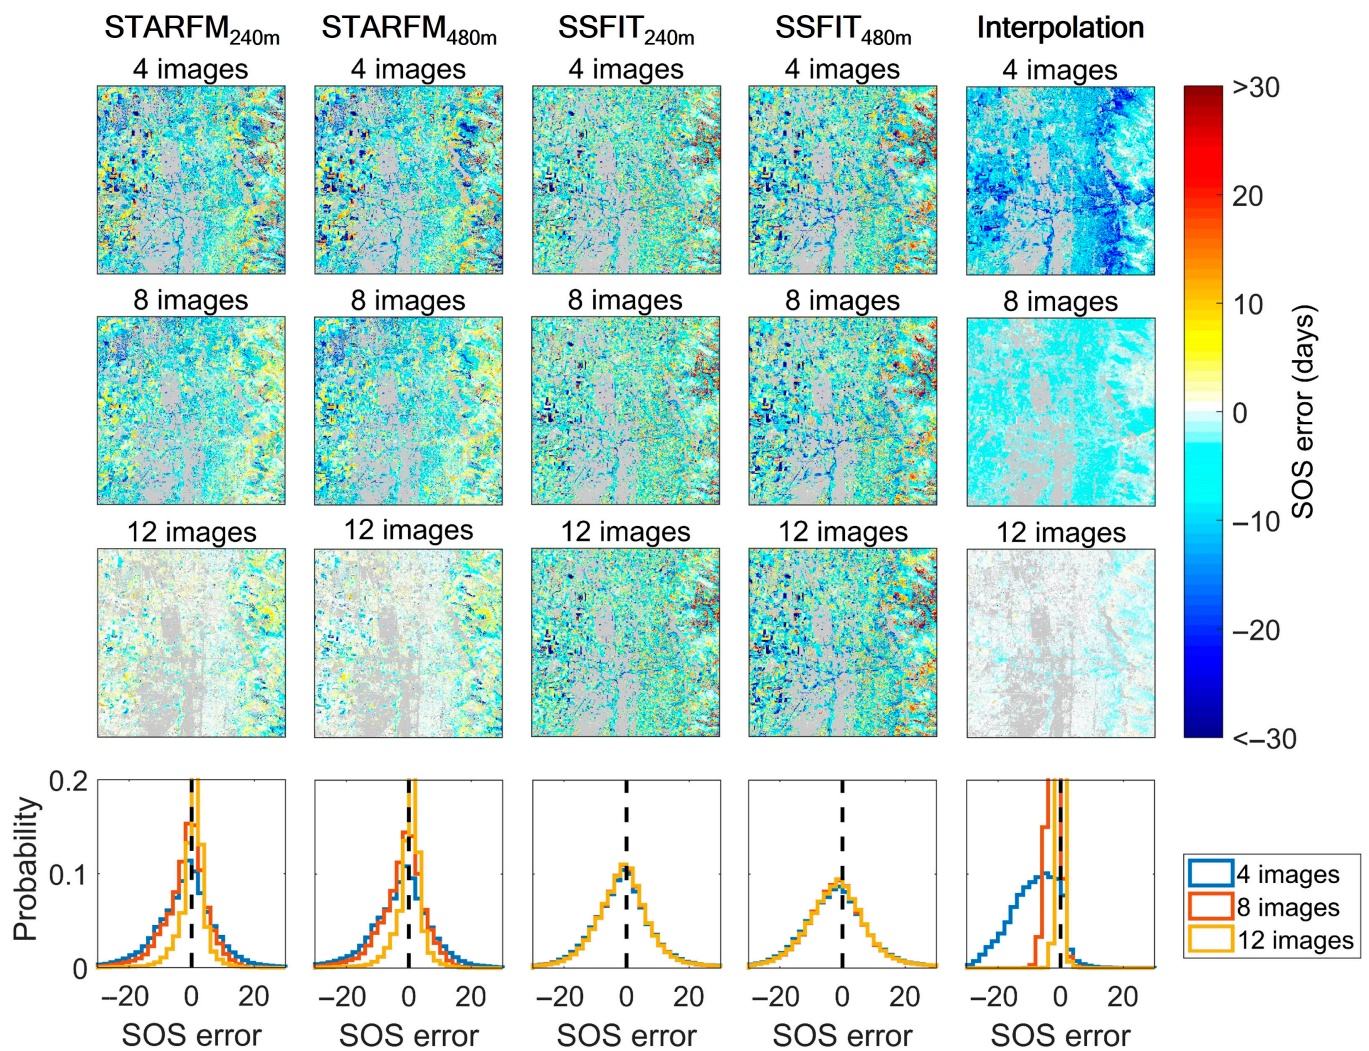 STARFM240m STARFM480m SSFIT240m SSFIT480m Interpolation
4 images 4 images 4 images 4 images 4 images
>30
20
10
0
−10
−20
<−30
SOS error (days)
8 images 8 images 8 images 8 images 8 images
12 images 12 images 12 images 12 images 12 images
Probability
0.2
0.1
0
−20 0 20 −20 0 20 −20 0 20 −20 0 20 −20 0 20
SOS error SOS error SOS error SOS error SOS error
4 images
8 images
12 images